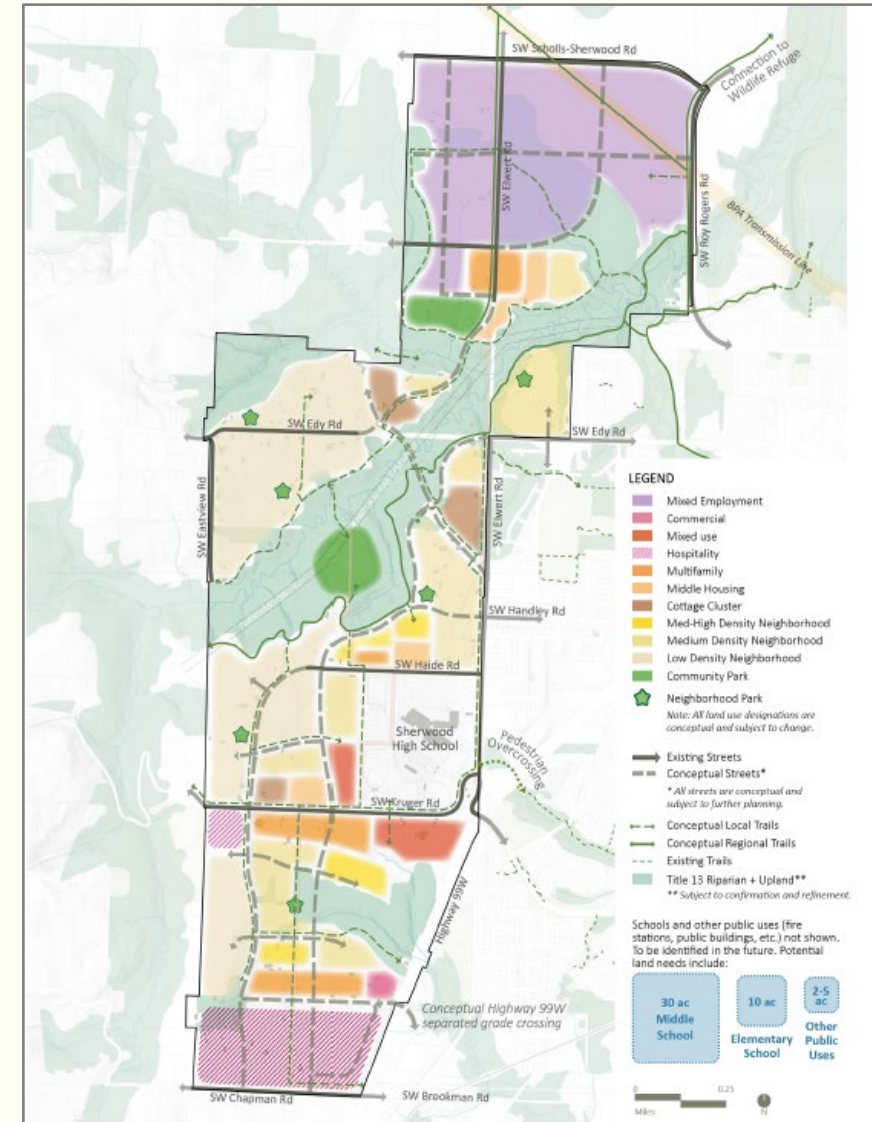 SW Scholls-Sherwood Rd
Connection to
Wildlife Refuge
SW Elwert Rd
SW Roy Rogers Rd
BPA Transmission Line
SW Edy Rd
SW Edy Rd
SW Eastview Rd
SW Elwert Rd
SW Handley Rd
SW Haide Rd
Sherwood
High School
Pedestrian
Overcrossing
SW Kruger Rd
Highway 99W
Conceptual Highway 99W
separated grade crossing
SW Chapman Rd
SW Brookman Rd
LEGEND
Mixed Employment
Commercial
Mixed use
Hospitality
Multifamily
Middle Housing
Cottage Cluster
Med-High Density Neighborhood
Medium Density Neighborhood
Low Density Neighborhood
Community Park
Neighborhood Park
Note: All land use designations are
conceptual and subject to change.
Existing Streets
Conceptual Streets*
* All streets are conceptual and
subject to further planning.
Conceptual Local Trails
Conceptual Regional Trails
Existing Trails
Title 13 Riparian + Upland**
** Subject to confirmation and refinement.
Schools and other public uses (fire
stations, public buildings, etc.) not shown.
To be identified in the future. Potential
land needs include:
30 ac
Middle
School
10 ac
Elementary
School
2-5
ac
Other
Public
Uses
0 0.25
Miles
N